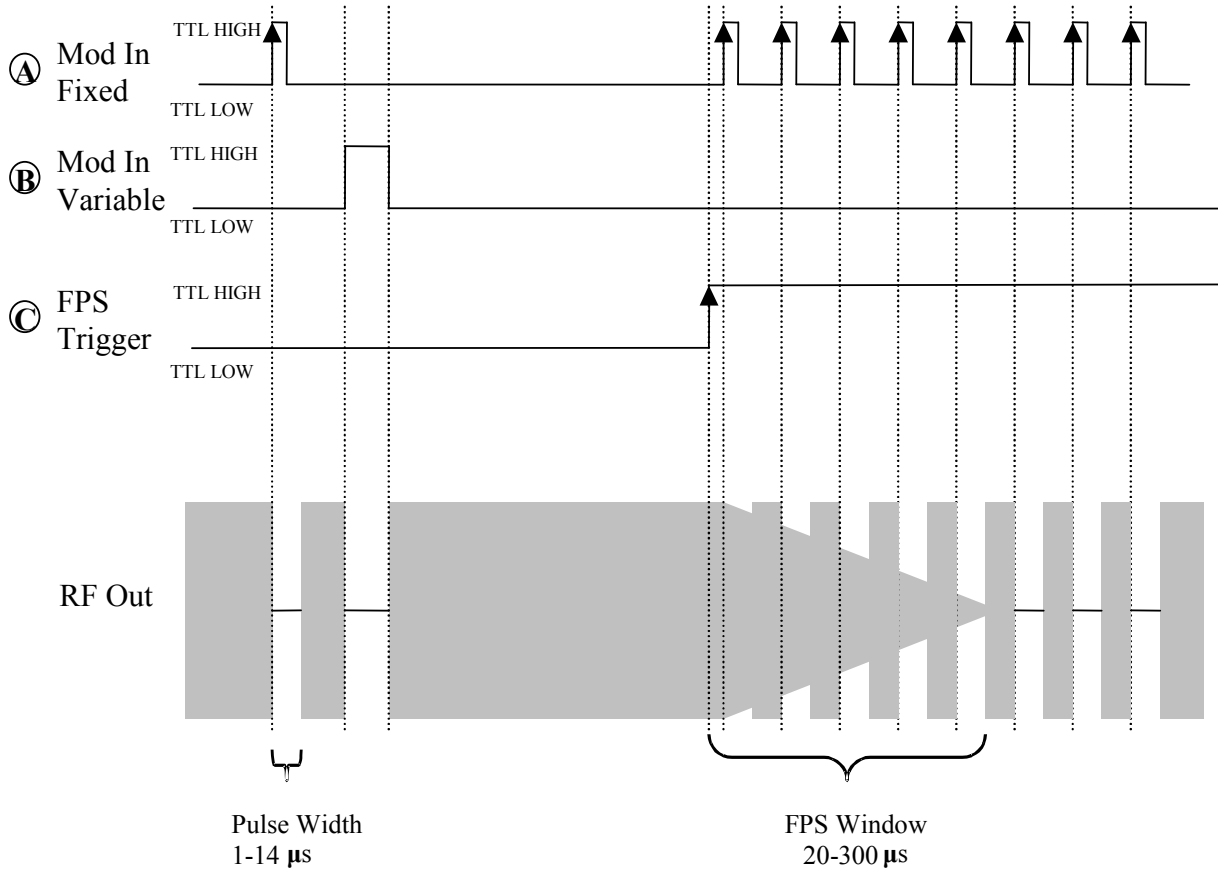 TTL HIGH
A Mod In
Fixed
TTL LOW
TTL HIGH
B Mod In
Variable
TTL LOW
TTL HIGH
C FPS
Trigger
TTL LOW
RF Out
Pulse Width
1-14 μs
FPS Window
20-300 μs